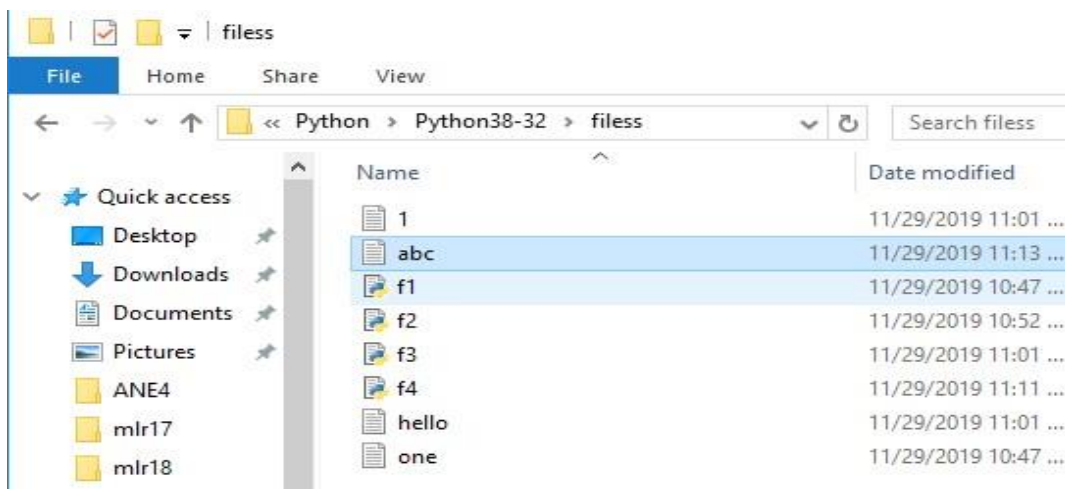 filess
File Home Share View
« Python > Python38-32 > filess Search filess
Name Date modified
Quick access
Desktop
Downloads
Documents
Pictures
ANE4
mlr17
mlr18
1 11/29/2019 11:01 ...
abc 11/29/2019 11:13 ...
f1 11/29/2019 10:47 ...
f2 11/29/2019 10:52 ...
f3 11/29/2019 11:01 ...
f4 11/29/2019 11:11 ...
hello 11/29/2019 11:01 ...
one 11/29/2019 10:47 ...